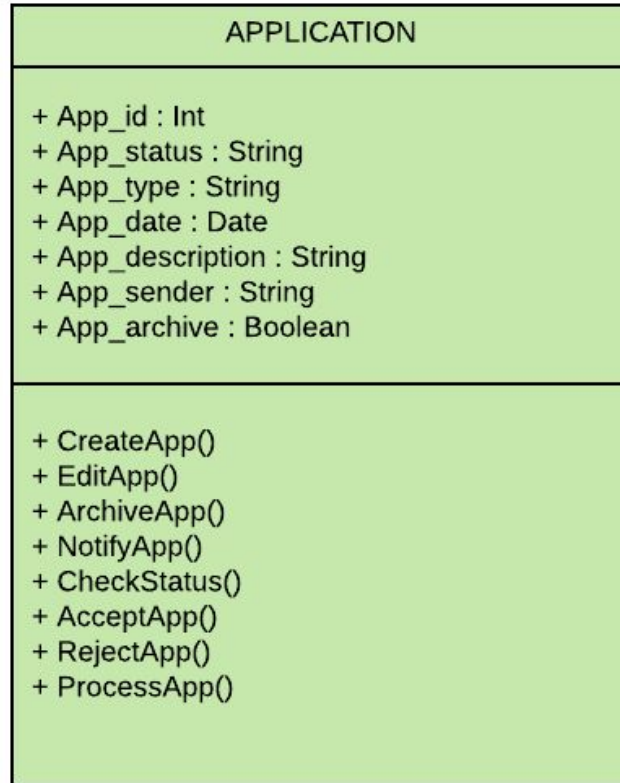 APPLICATION
+ App_id : Int
+ App_status : String
+ App_type : String
+ App_date : Date
+ App_description : String
+ App_sender : String
+ App_archive : Boolean
+ CreateApp()
+ EditApp()
+ ArchiveApp()
+ NotifyApp()
+ CheckStatus()
+ AcceptApp()
+ RejectApp()
+ ProcessApp()